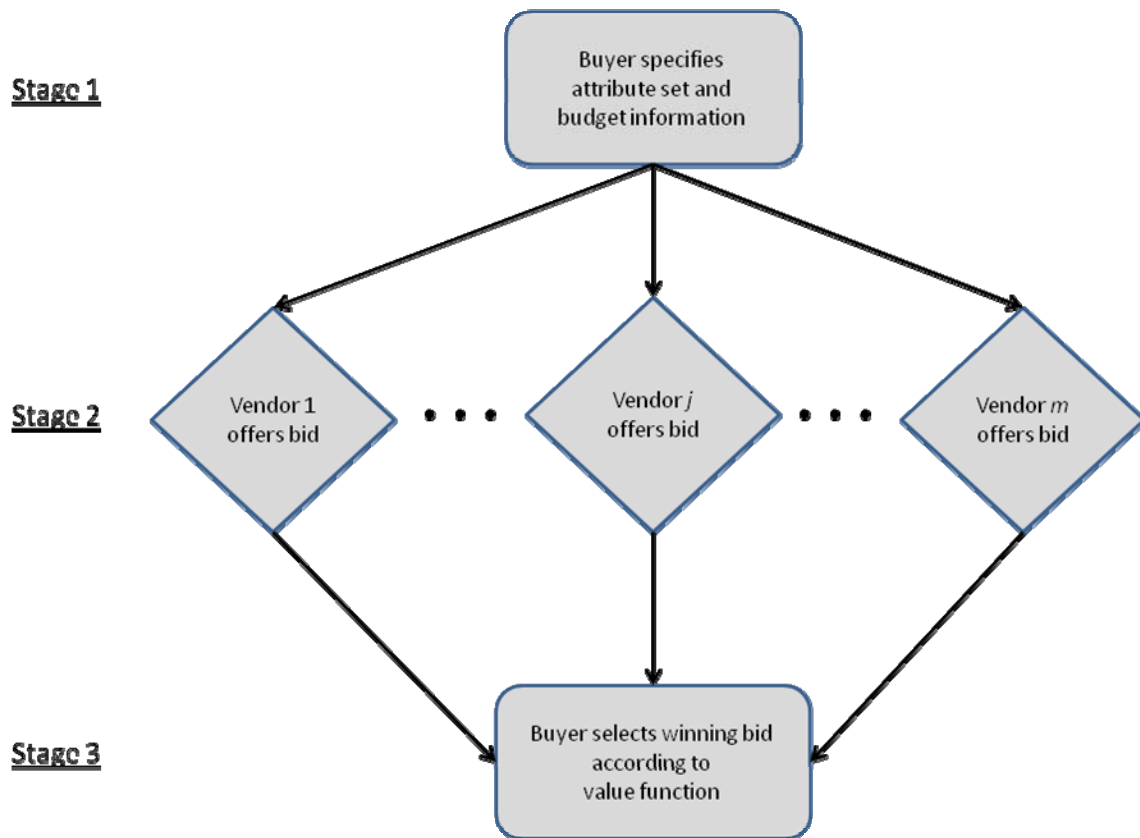 Stage 1
Buyer specifies
attribute set and
budget information
Stage 2
Vendor 1
offers bid
Vendor j
offers bid
Vendor m
offers bid
Stage 3
Buyer selects winning bid
according to
value function